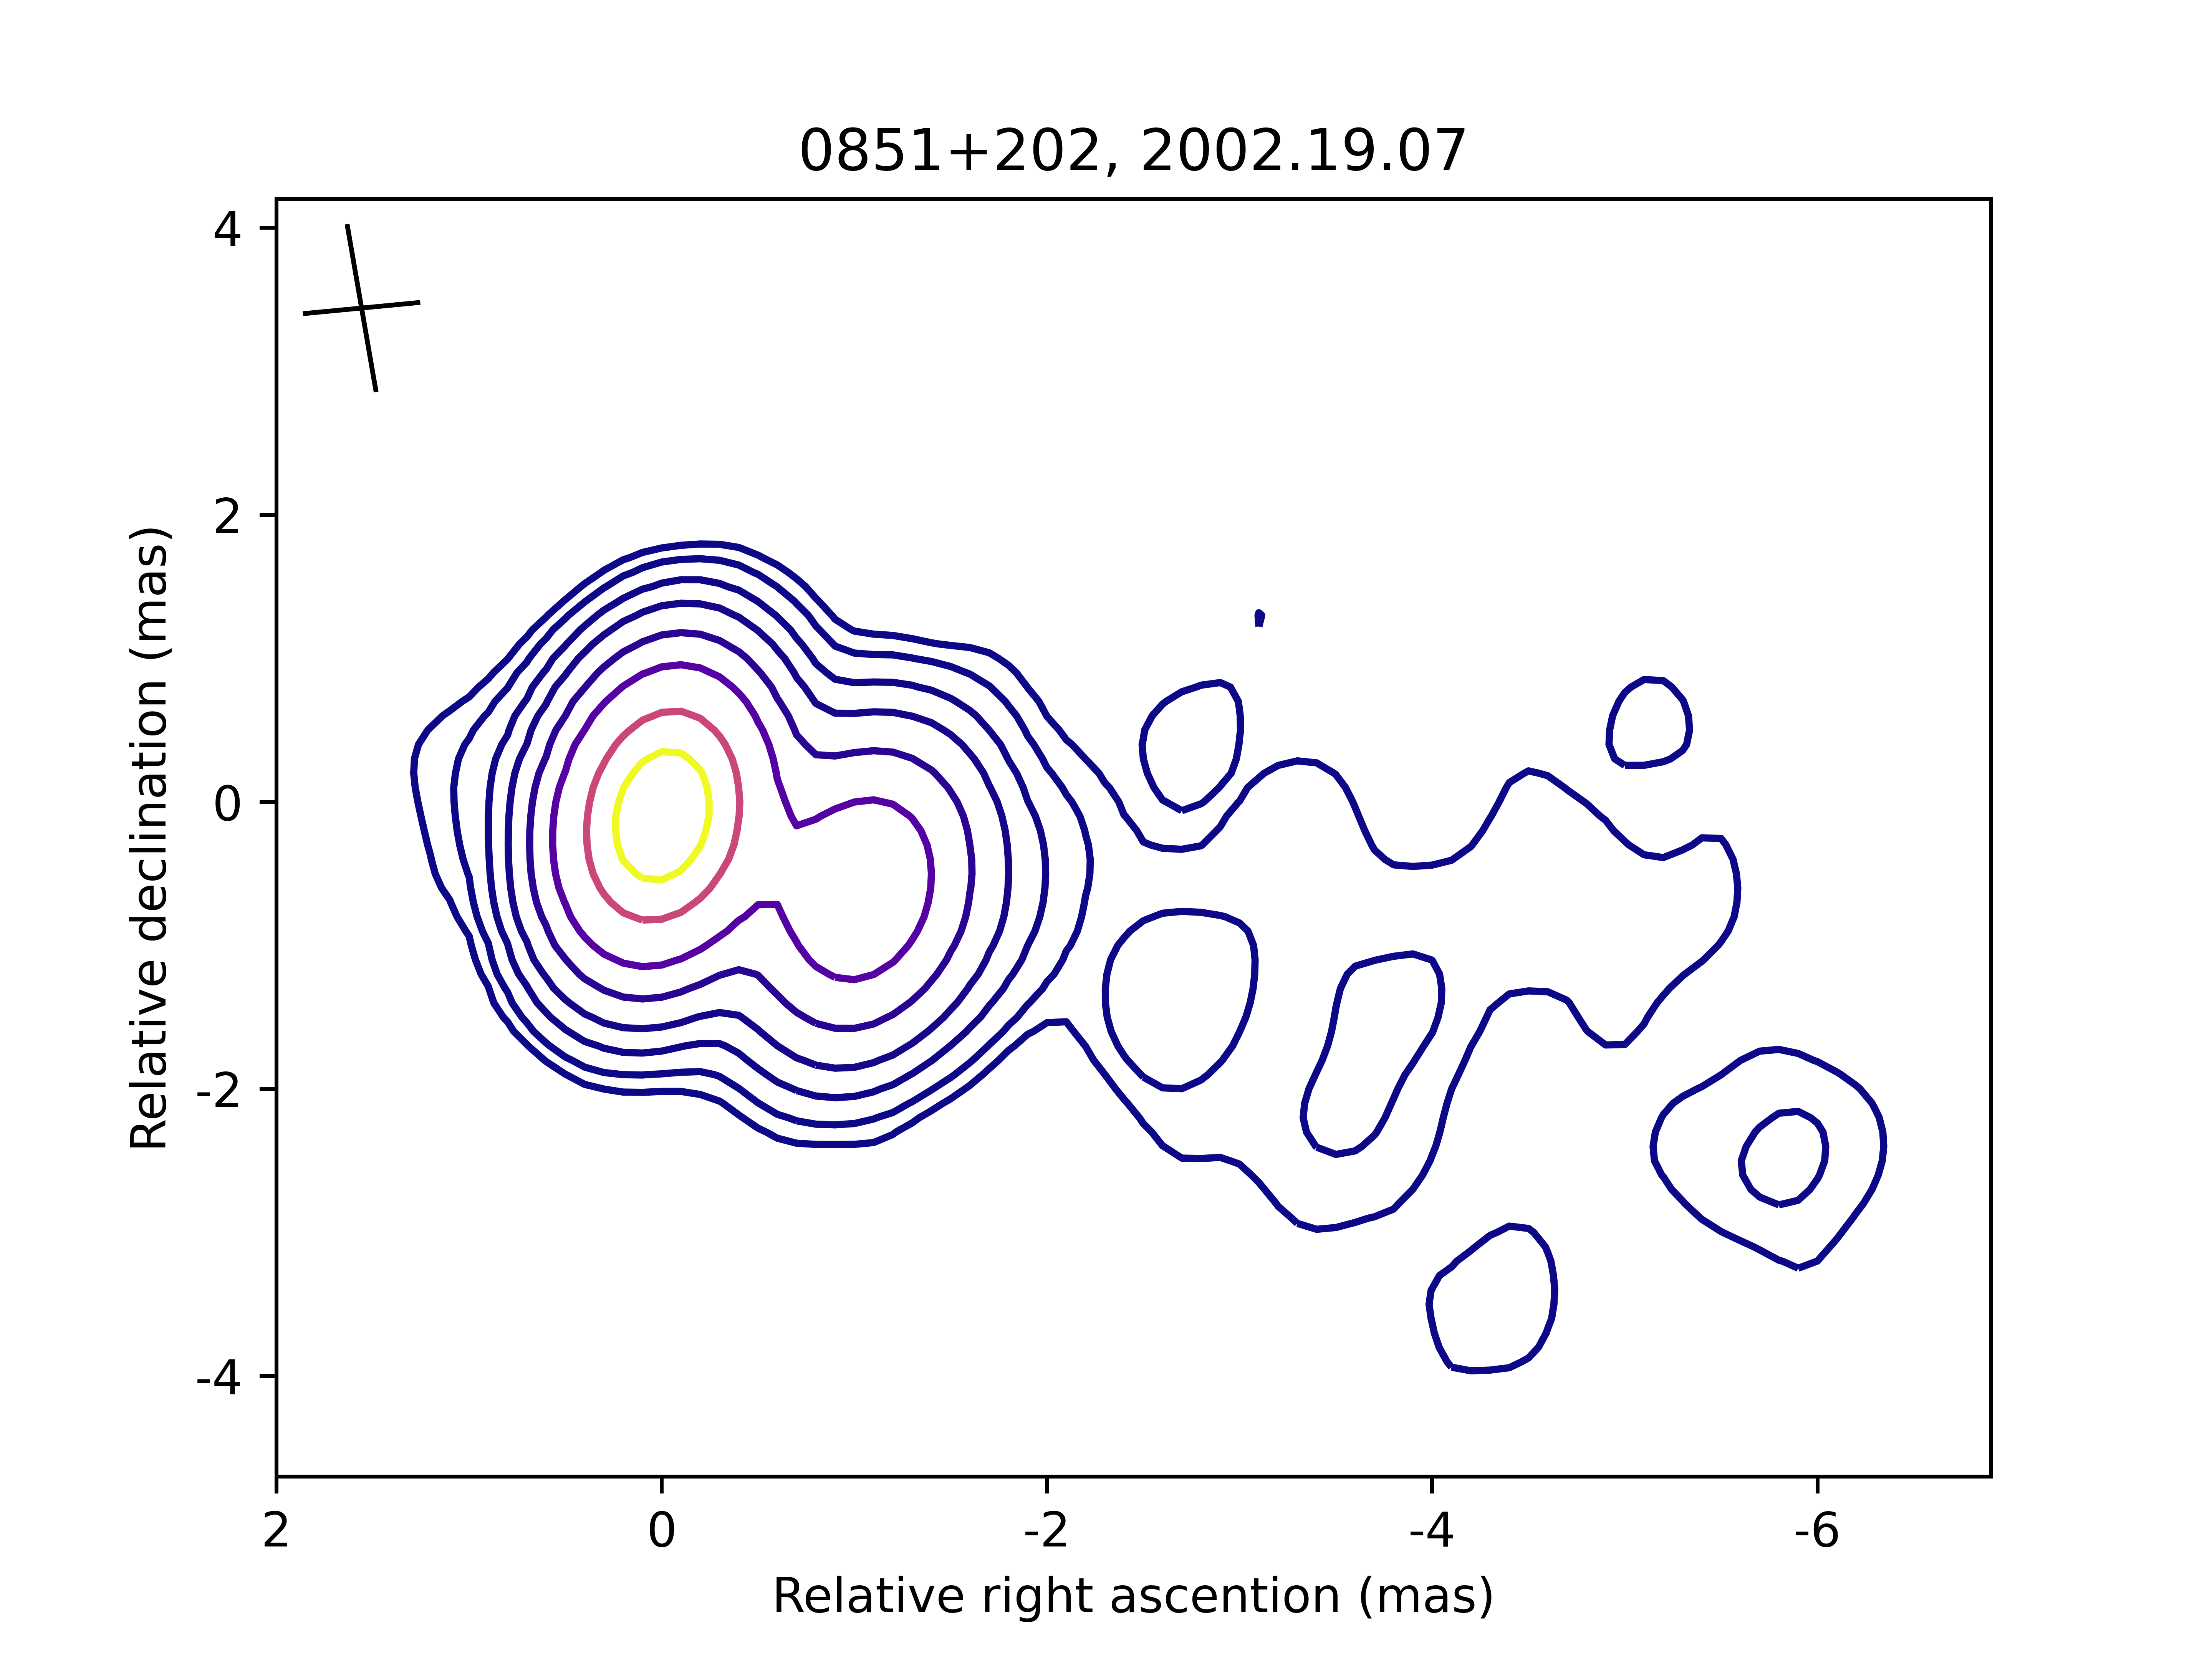 0851+202, 2002.19.07
4
2
0
-2
-4
Relative declination (mas)
2 0 -2 -4 -6
Relative right ascention (mas)